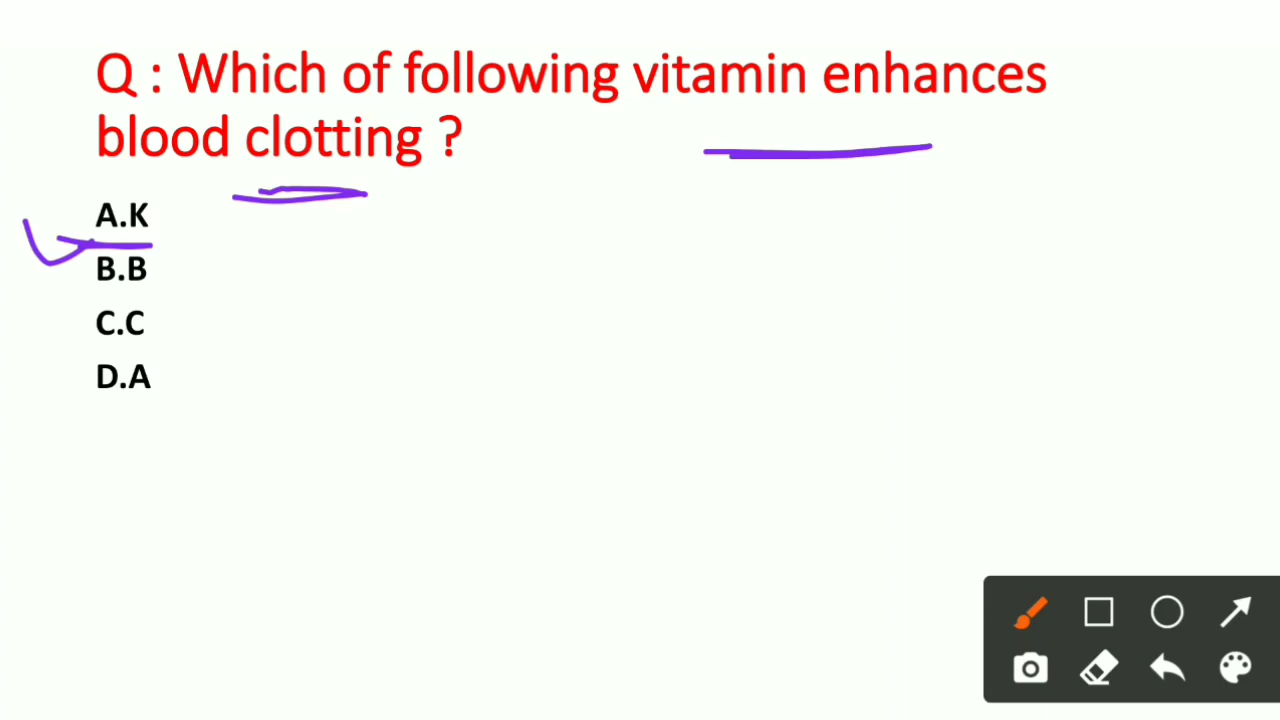 Q : Which of following vitamin enhances
blood clotting ?
A.K
B.B
C.C
D.A